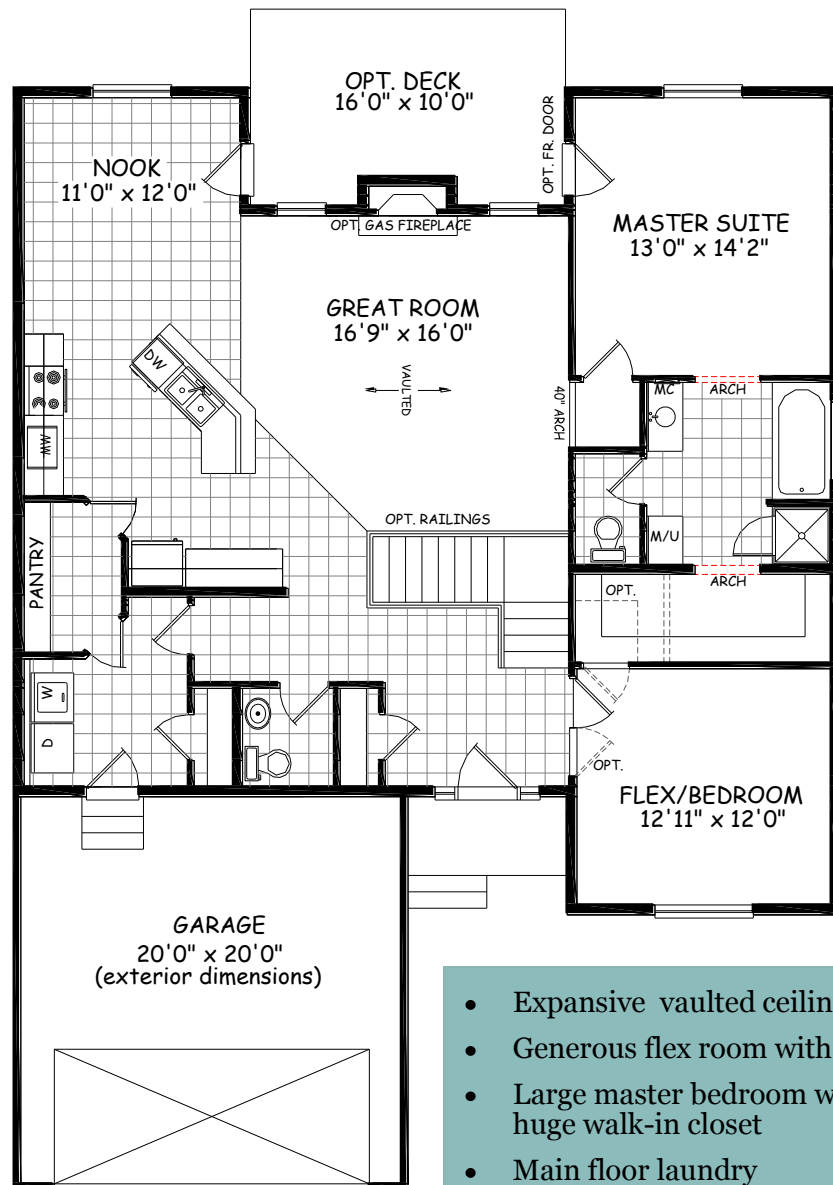 OPT. DECK
16'0" x 10'0"
OPT. FR. DOOR
NOOK
11'0" x 12'0"
OPT. GAS FIREPLACE
MASTER SUITE
13'0" x 14'2"
GREAT ROOM
16'9" x 16'0"
VAULTED
40" ARCH
DW
MW
MC
ARCH
OPT. RAILINGS
M/U
PANTRY
ARCH
OPT.
W
D
OPT.
FLEX/BEDROOM
12'11" x 12'0"
GARAGE
20'0" x 20'0"
(exterior dimensions)
• Expansive vaulted ceilin
• Generous flex room with
• Large master bedroom w
huge walk-in closet
• Main floor laundry